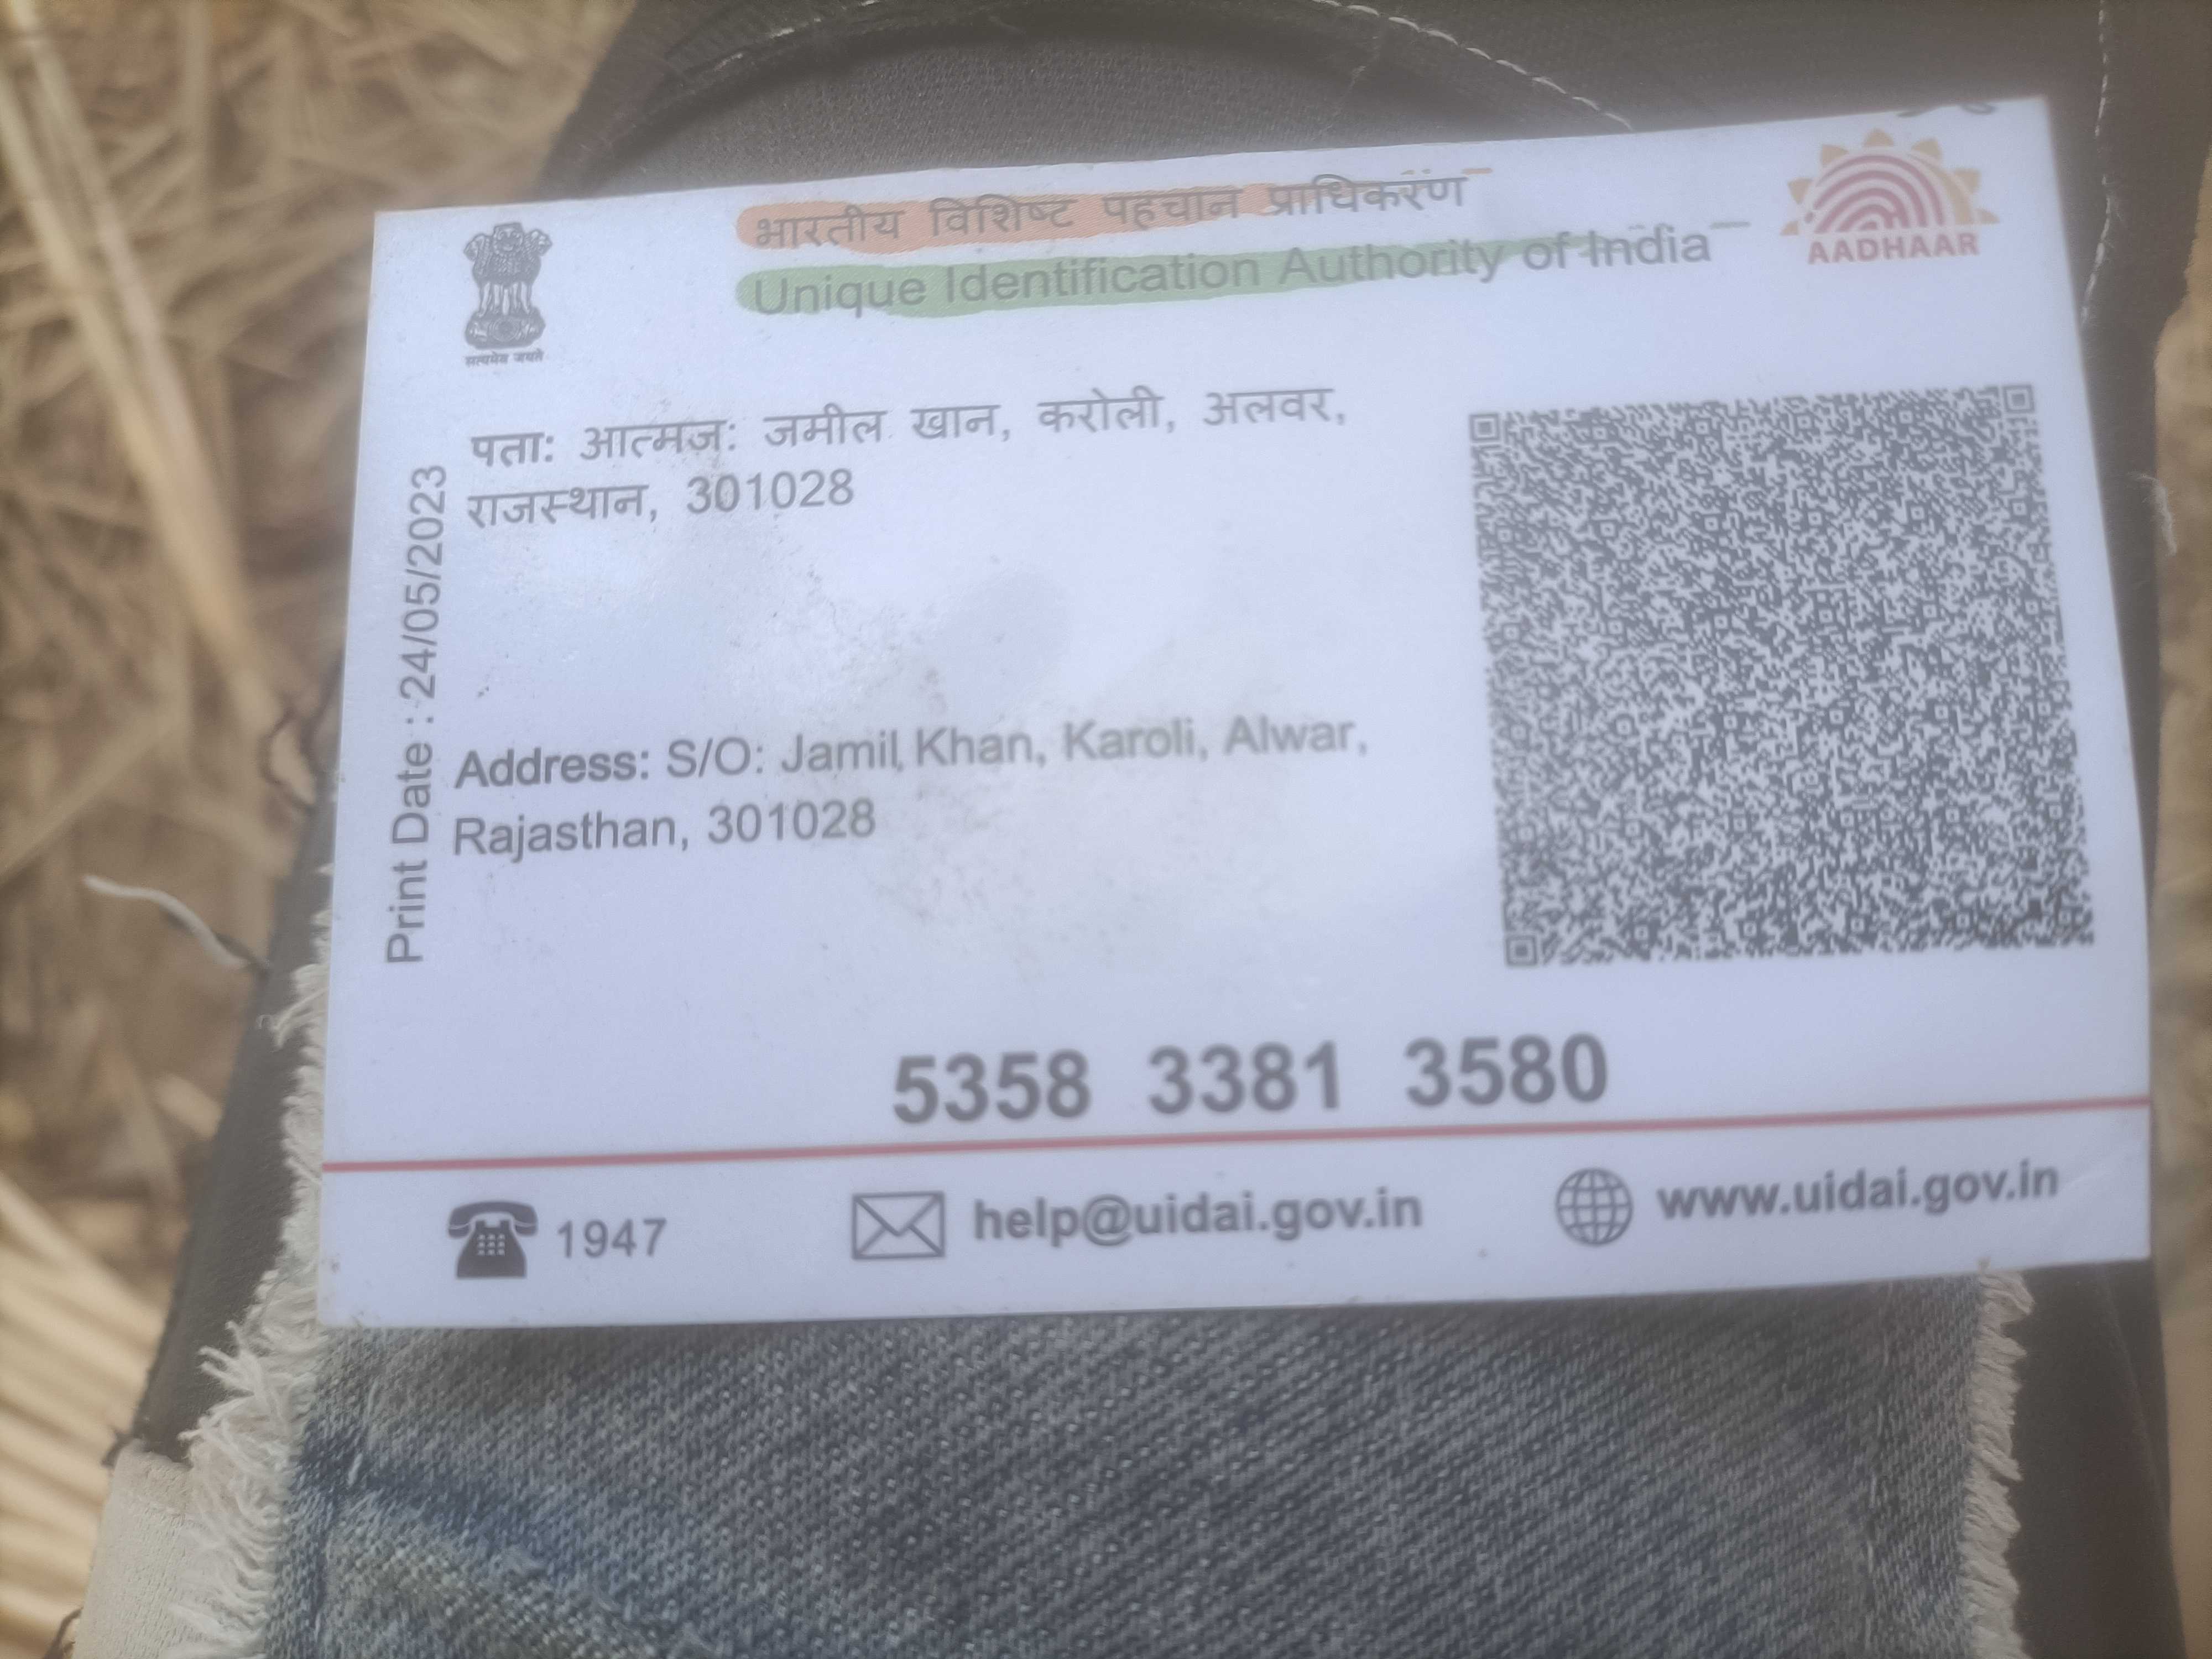 भारतीय विशिष्ट पहचान प्राधिकरण
Unique Identification Authority of India
AADHAAR
सत्यमेव जयते
पता: आत्मज: जमील खान, करोली, अलवर,
राजस्थान, 301028
Print Date : 24/05/2023
Address: S/O: Jamil Khan, Karoli, Alwar,
Rajasthan, 301028
5358 3381 3580
1947
help@uidai.gov.in
www.uidai.gov.in